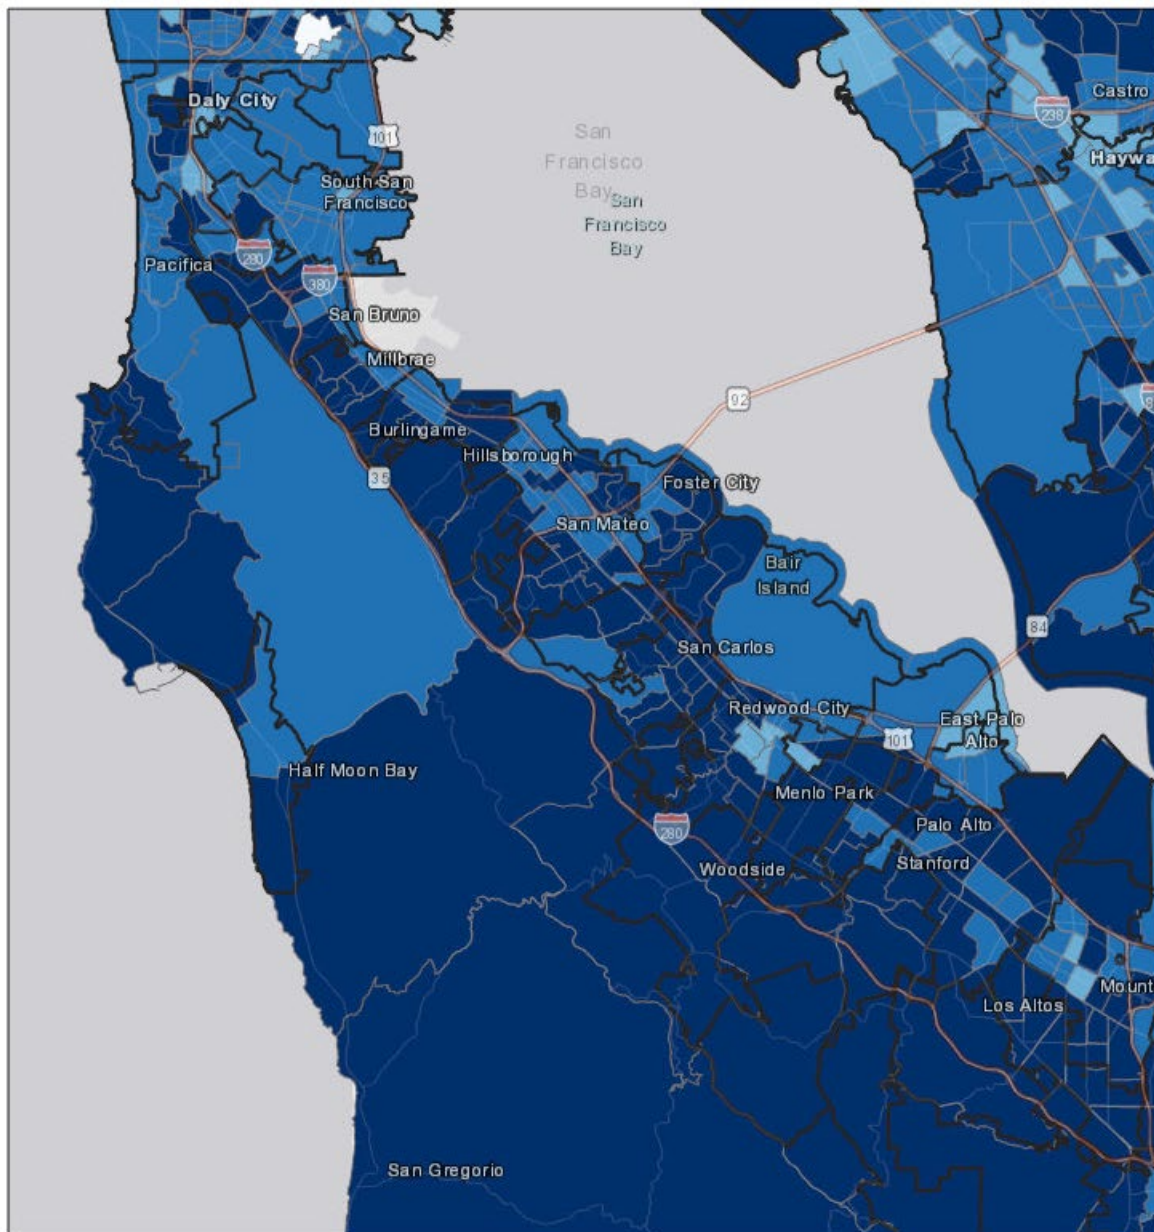 Daly City
101
San
Francisco
Bay
San
Francisco
Bay
238
Castro
Haywa
South San
Francisco
Pacifica
280
380
San Bruno
Millbrae
92
Burlingame
Hillsborough
35
Foster City
San Mateo
Bair
Island
84
San Carlos
Redwood City
East Palo
Alto
101
Half Moon Bay
Menlo Park
280
Palo Alto
Woodside
Stanford
Los Altos
Mount
San Gregorio